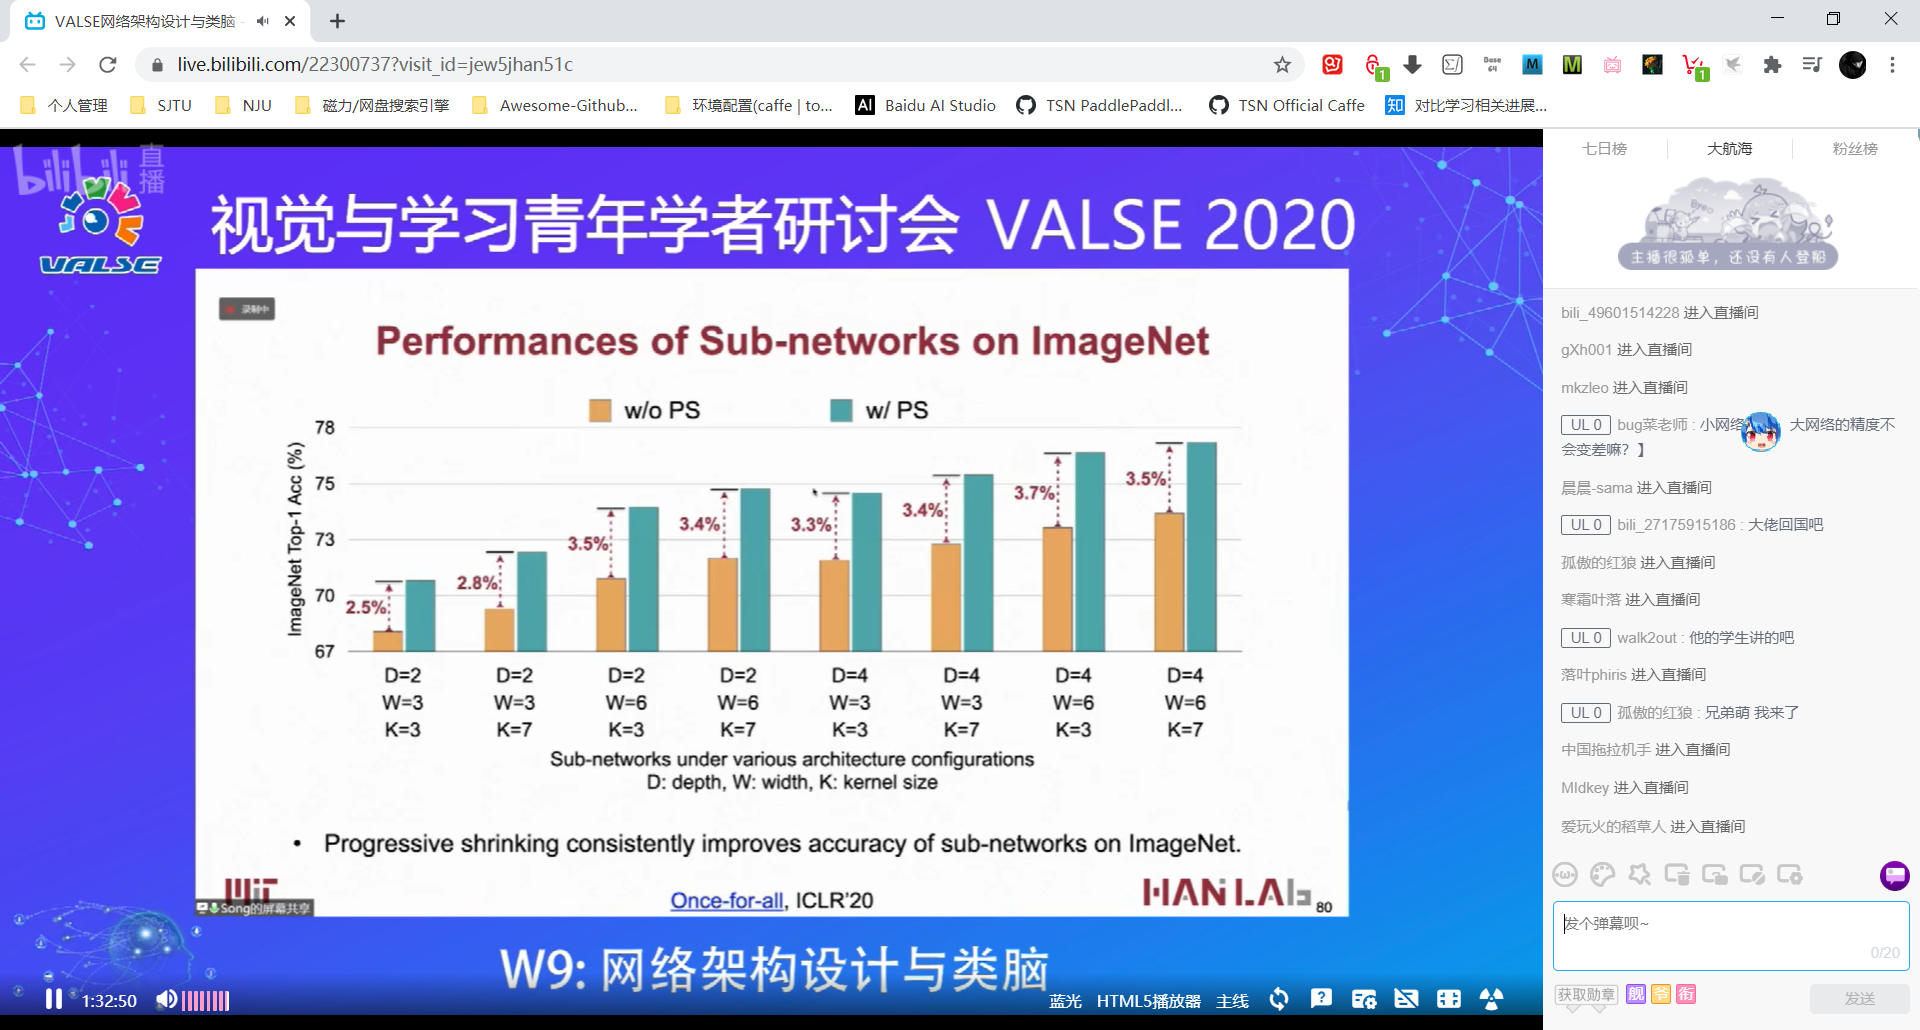 VALSE网络架构设计与类脑
live.bilibili.com/22300737?visit_id=jew5jhan51c
1
Base 64
M
M
1
个人管理
SJTU
NJU
磁力/网盘搜索引擎
Awesome-Github...
环境配置(caffe | to...
AI Baidu AI Studio
TSN PaddlePaddl...
TSN Official Caffe
知 对比学习相关进展...
bilibili 直播
VALSE
视觉与学习青年学者研讨会 VALSE 2020
录制中
Performances of Sub-networks on ImageNet
w/o PS
w/ PS
ImageNet Top-1 Acc (%)
78
75
73
70
67
2.5%
2.8%
3.5%
3.4%
3.3%
3.4%
3.7%
3.5%
D=2 D=2 D=2 D=2 D=4 D=4 D=4 D=4
W=3 W=3 W=6 W=6 W=3 W=3 W=6 W=6
K=3 K=7 K=3 K=7 K=3 K=7 K=3 K=7
Sub-networks under various architecture configurations
D: depth, W: width, K: kernel size
• Progressive shrinking consistently improves accuracy of sub-networks on ImageNet.
MIT
Song的屏幕共享
Once-for-all, ICLR'20
HAN LAb
80
W9: 网络架构设计与类脑
1:32:50
蓝光
HTML5播放器
主线
七日榜
大航海
粉丝榜
主播很孤单，还没有人登船
bili_49601514228 进入直播间
gXh001 进入直播间
mkzleo 进入直播间
UL 0 bug菜老师 : 小网络 大网络的精度不
会变差嘛？】
晨晨-sama 进入直播间
UL 0 bili_27175915186 : 大佬回国吧
孤傲的红狼 进入直播间
寒霜叶落 进入直播间
UL 0 walk2out : 他的学生讲的吧
落叶phiris 进入直播间
UL 0 孤傲的红狼 : 兄弟萌 我来了
中国拖拉机手 进入直播间
Mldkey 进入直播间
爱玩火的稻草人 进入直播间
发个弹幕呗~
0/20
获取勋章
舰
爷
衔
发送